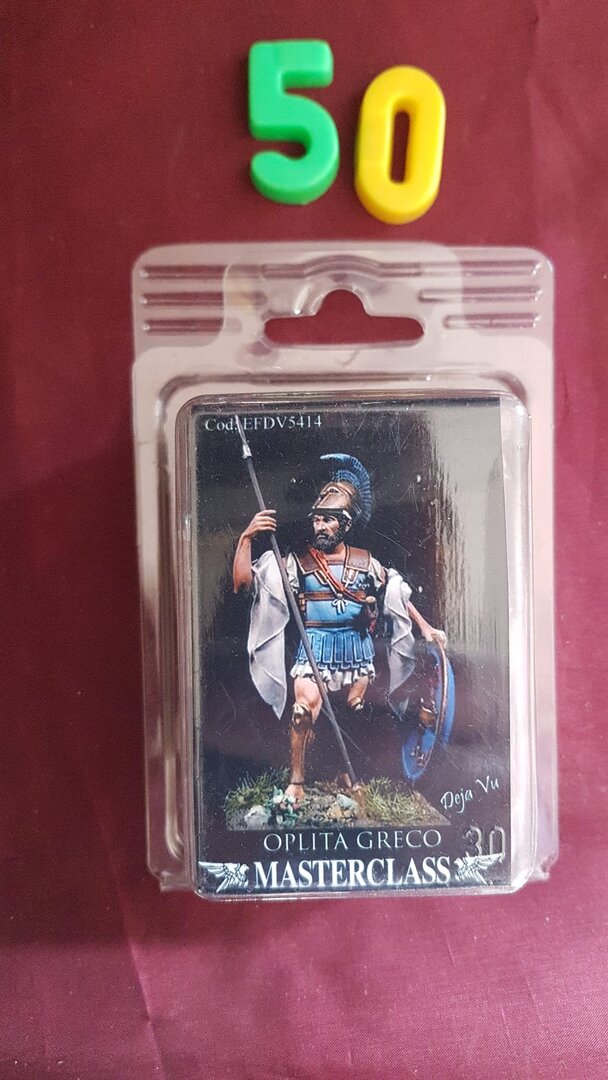 50
Cod: EFDV5414
Deja Vu
OPLITA GRECO
30
MASTERCLASS